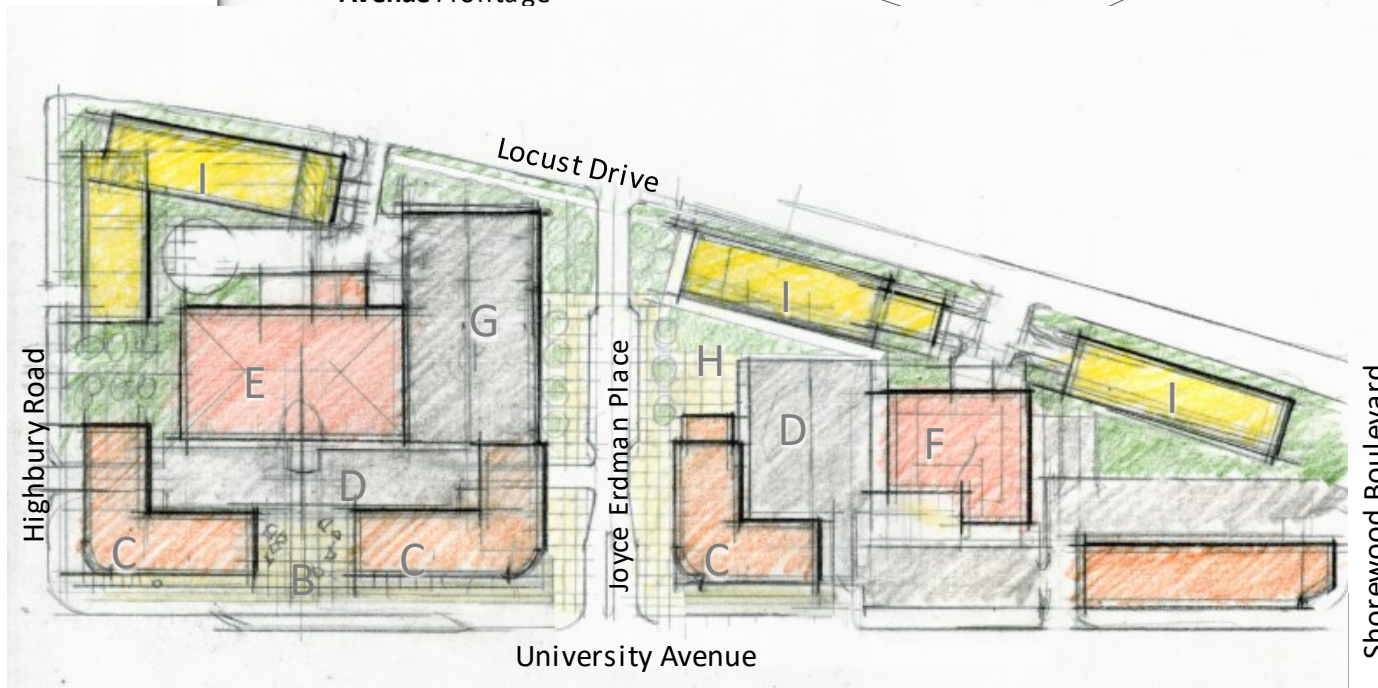 Avenue Frontage
Locust Drive
I
I
G
H
I
E
D
F
Highbury Road
Joyce Erdman Place
Shorewood Boulevard
D
C
C
C
B
University Avenue